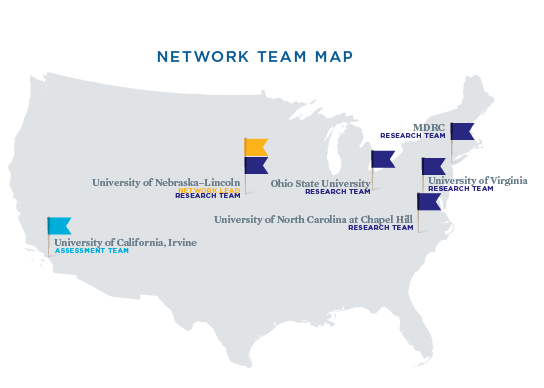 NETWORK TEAM MAP
MDRC
RESEARCH TEAM
University of Nebraska–Lincoln
NETWORK LEAD
RESEARCH TEAM
Ohio State University
RESEARCH TEAM
University of Virginia
RESEARCH TEAM
University of North Carolina at Chapel Hill
RESEARCH TEAM
University of California, Irvine
ASSESSMENT TEAM